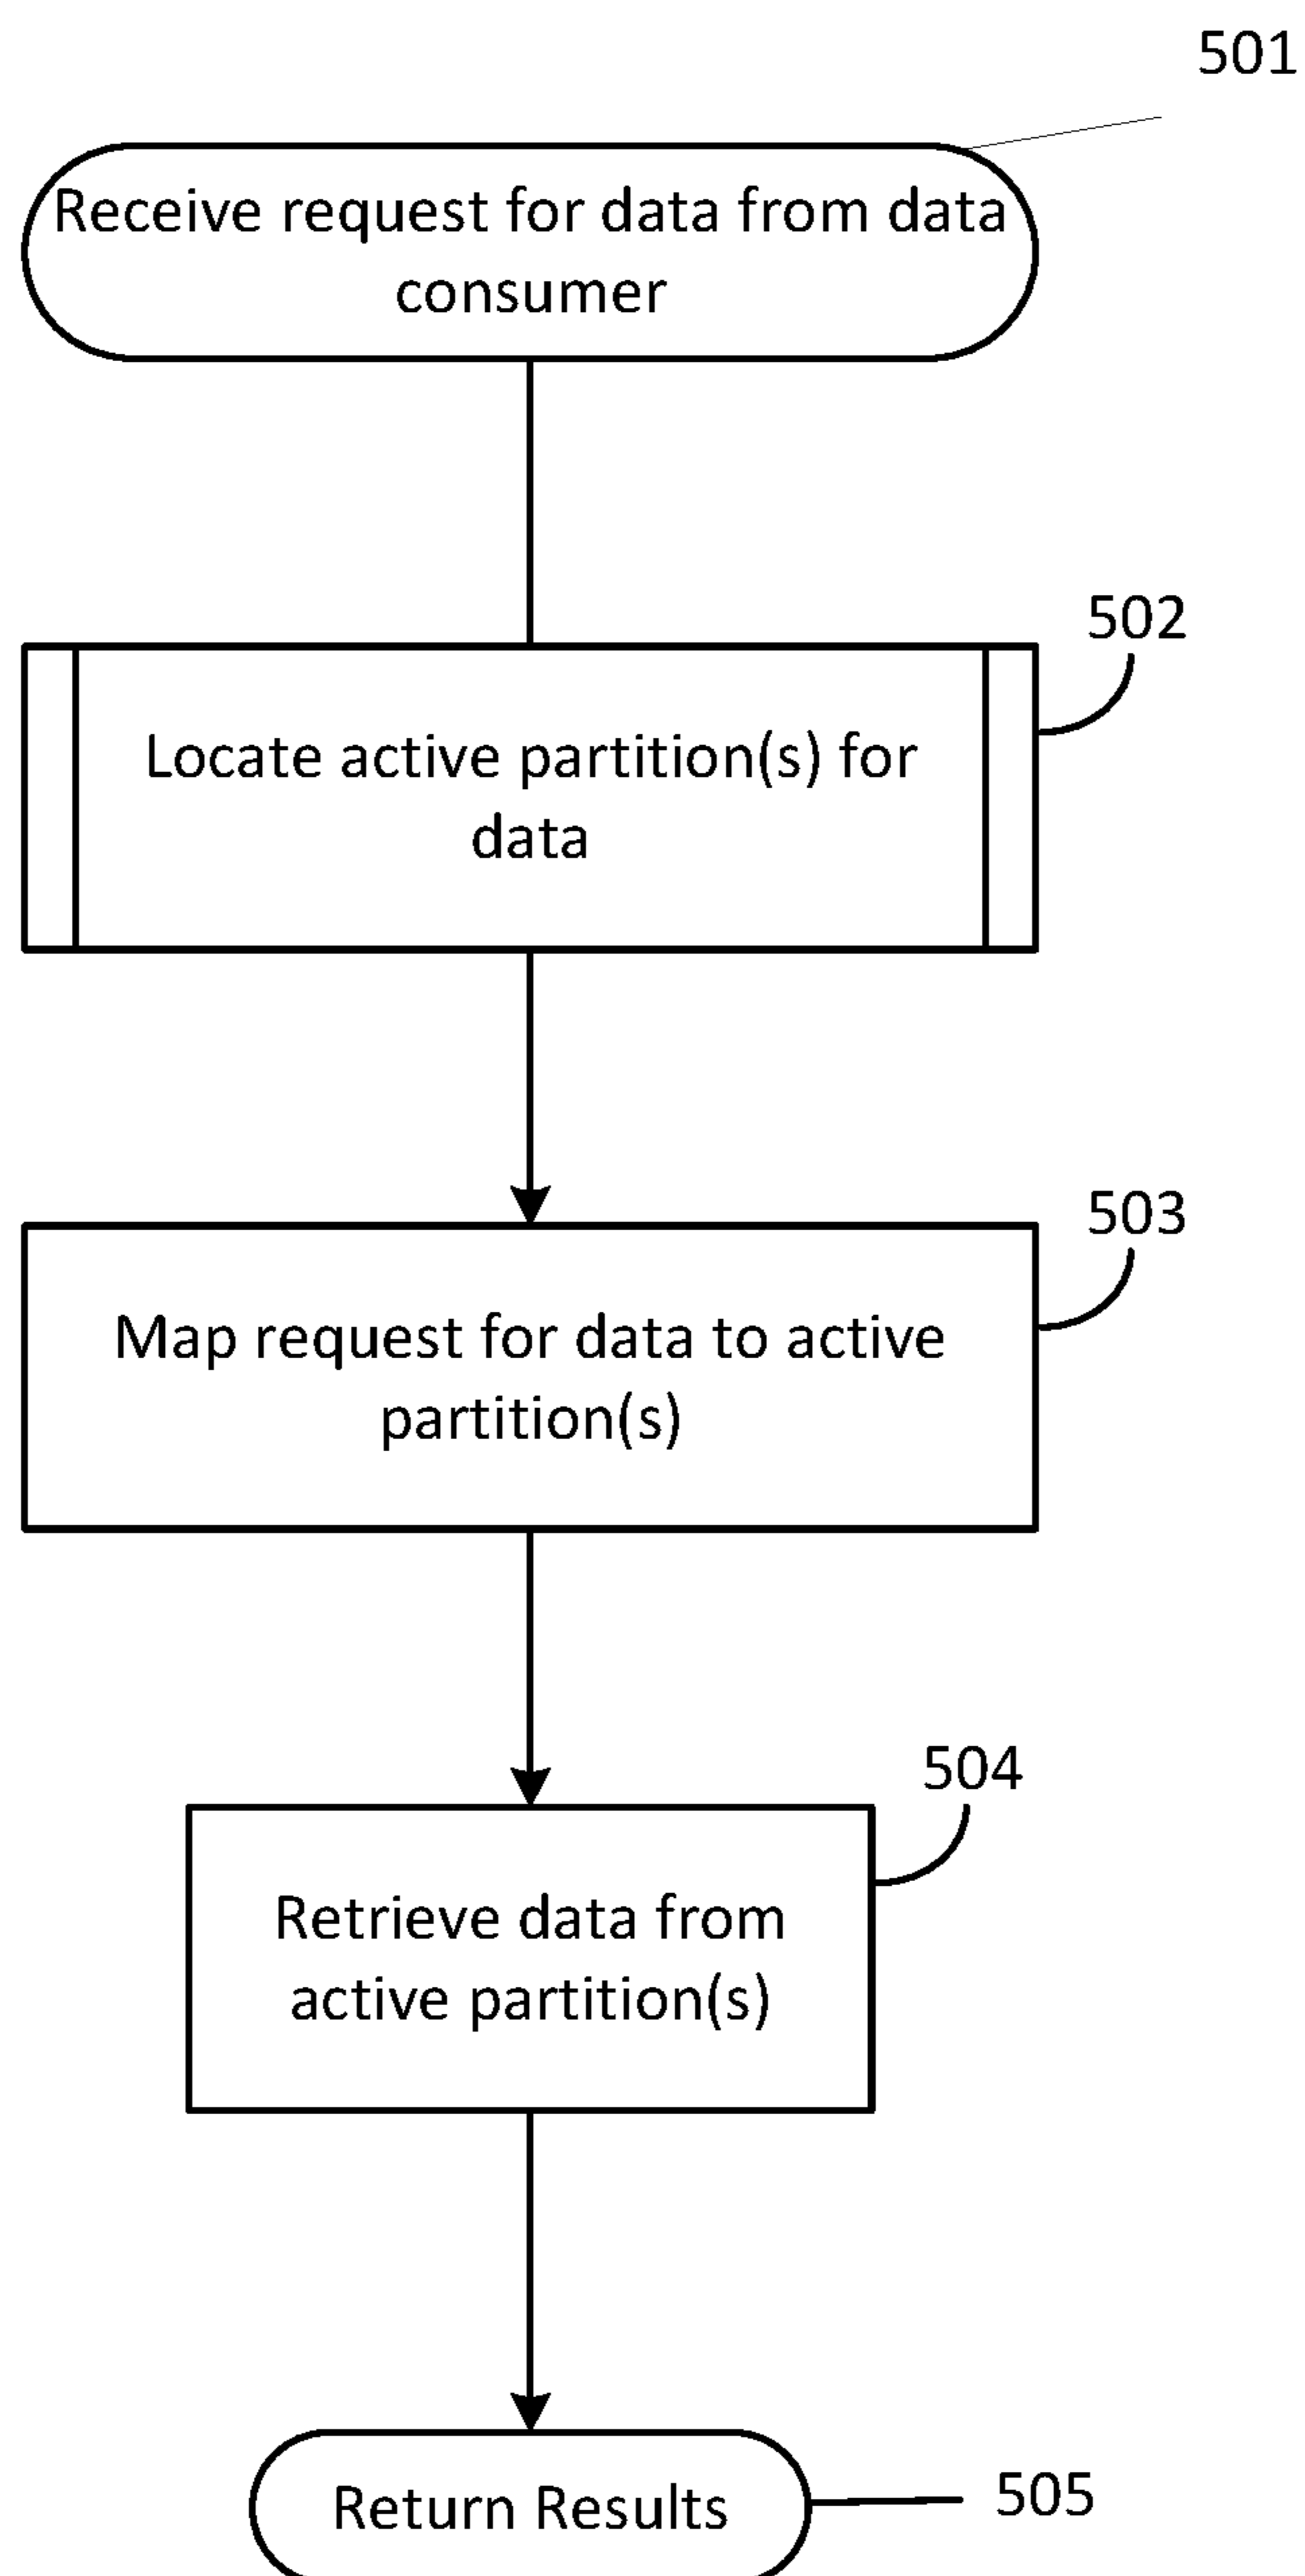 501
Receive request for data from data
consumer
502
Locate active partition(s) for
data
503
Map request for data to active
partition(s)
504
Retrieve data from
active partition(s)
Return Results
505